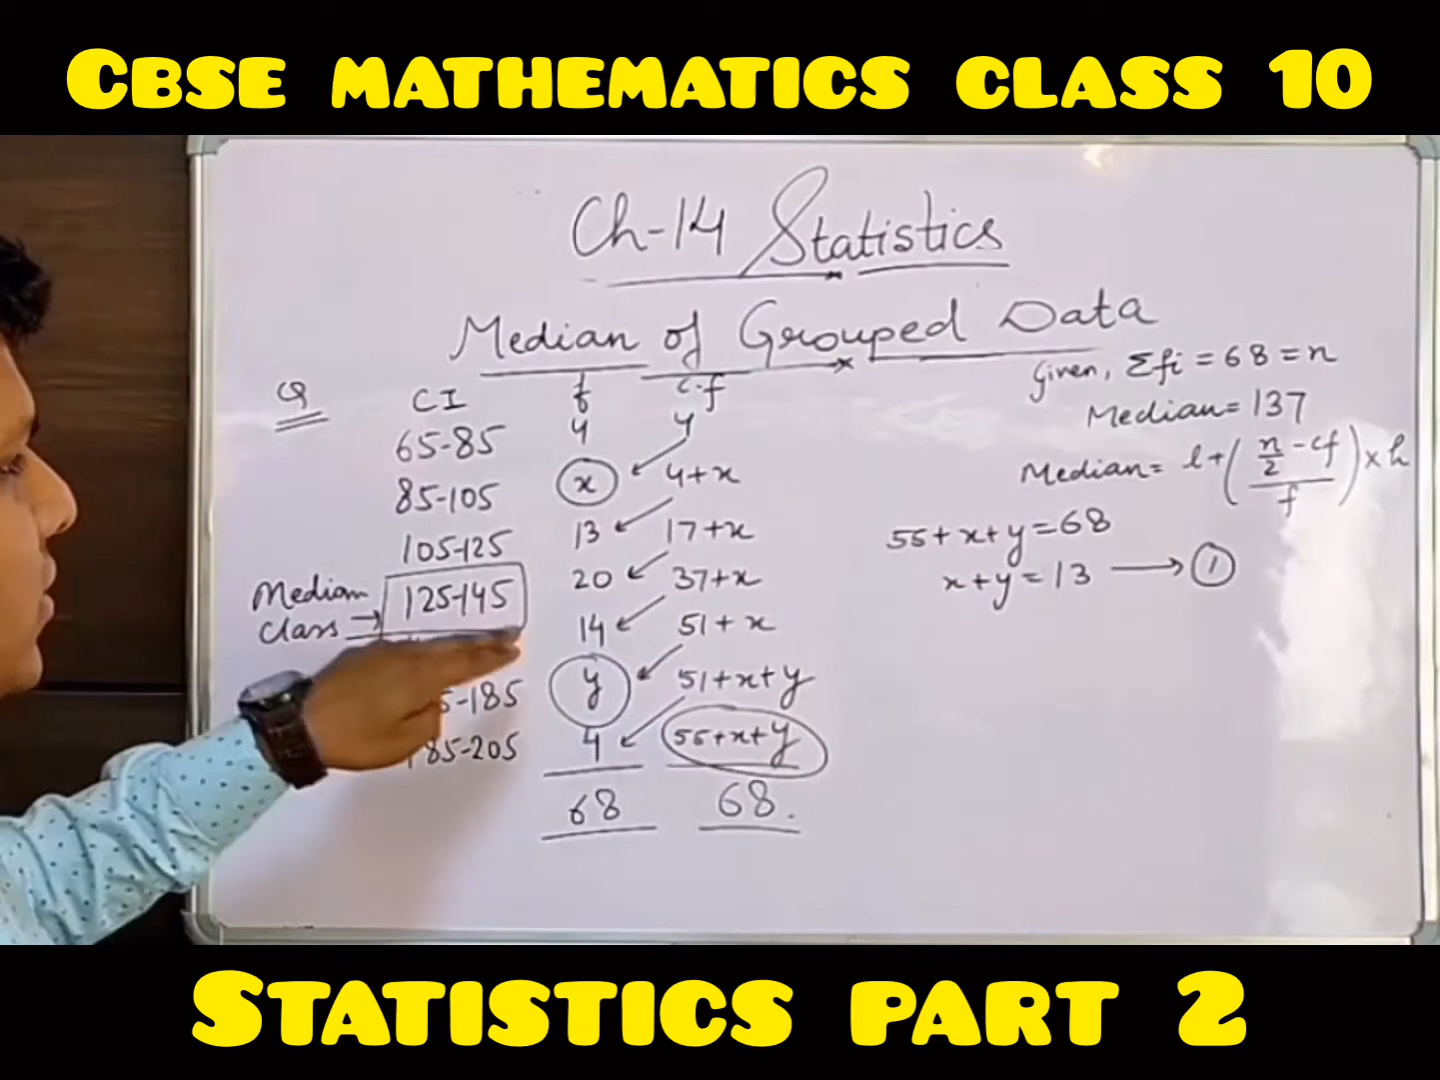 CBSE MATHEMATICS CLASS 10
Ch-14 Statistics
Median of Grouped Data
Q CI f c.f
65-85 4 4
85-105 x 4+x
105-125 13 17+x
Median Class → 125-145 20 37+x
14 51+x
5-185 y 51+x+y
85-205 4 55+x+y
68 68.
Given, Σfi = 68 = n
Median = 137
Median = l + ( (n/2 - cf) / f ) × h
55+x+y=68
x+y=13 → 1
STATISTICS PART 2